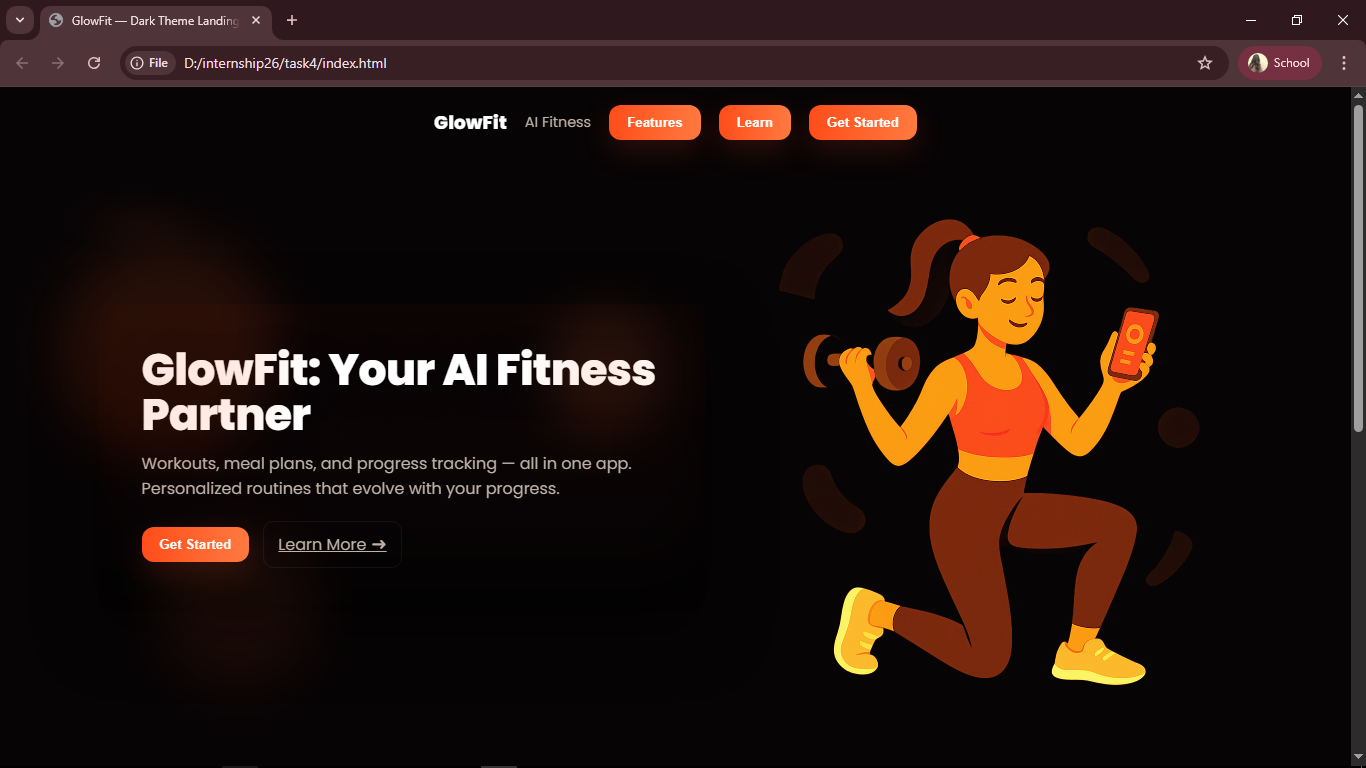 GlowFit — Dark Theme Landing
File
D:/internship26/task4/index.html
School
GlowFit
AI Fitness
Features
Learn
Get Started
GlowFit: Your AI Fitness
Partner
Workouts, meal plans, and progress tracking — all in one app.
Personalized routines that evolve with your progress.
Get Started
Learn More →